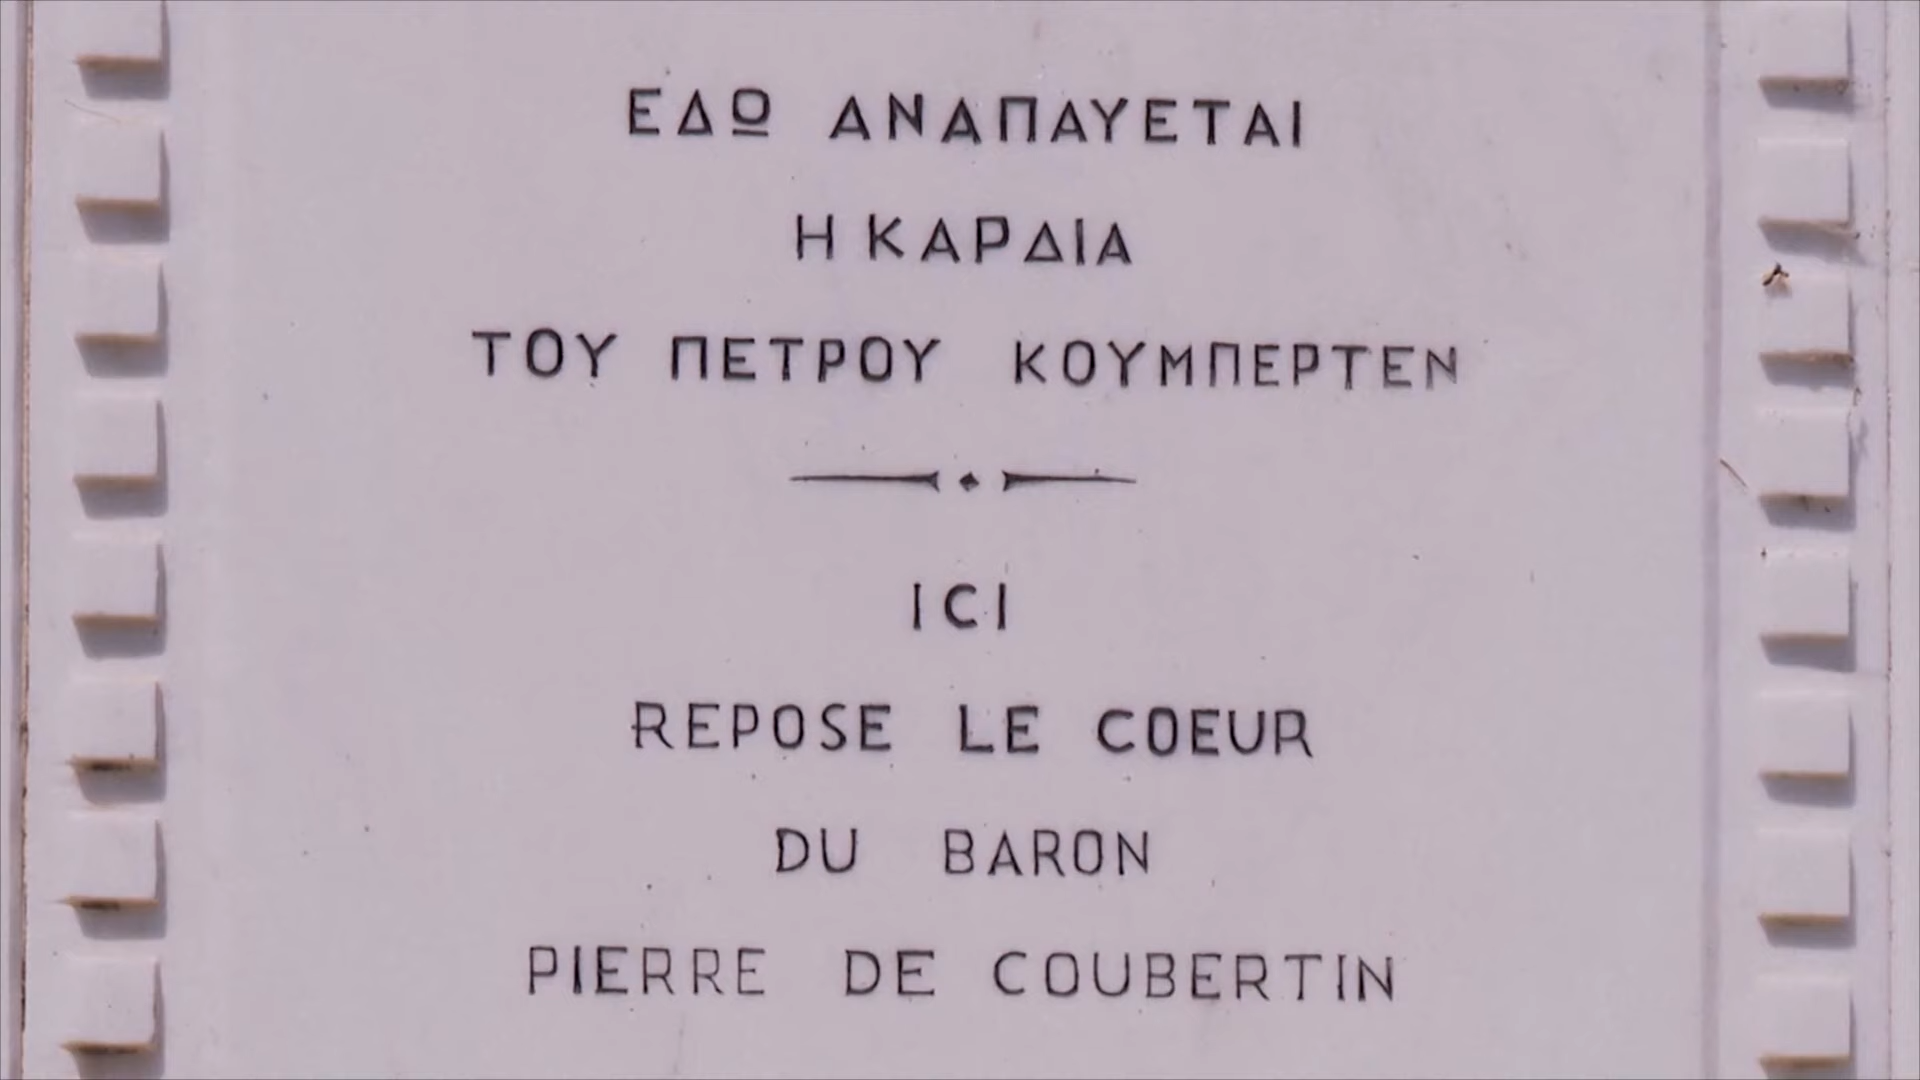 ΕΔΩ ΑΝΑΠΑΥΕΤΑΙ
Η ΚΑΡΔΙΑ
ΤΟΥ ΠΕΤΡΟΥ ΚΟΥΜΠΕΡΤΕΝ
ICI
REPOSE LE COEUR
DU BARON
PIERRE DE COUBERTIN